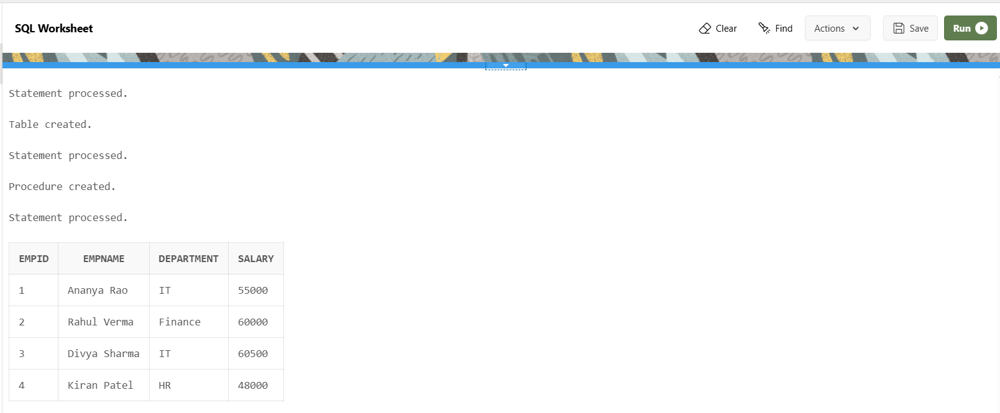 SQL Worksheet Clear Find Actions Save Run
Statement processed.
Table created.
Statement processed.
Procedure created.
Statement processed.
EMPID EMPNAME DEPARTMENT SALARY
1 Ananya Rao IT 55000
2 Rahul Verma Finance 60000
3 Divya Sharma IT 60500
4 Kiran Patel HR 48000